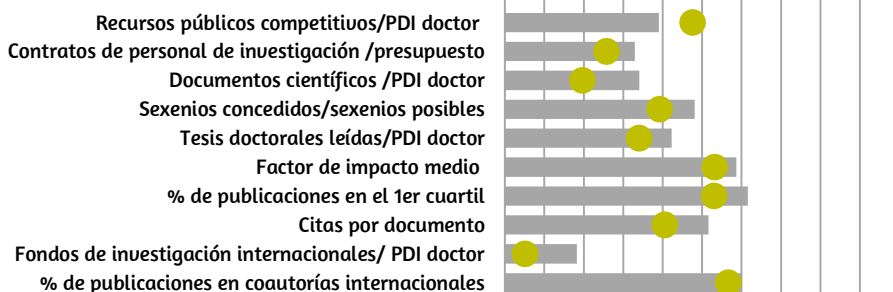 Recursos públicos competitivos/PDI doctor
Contratos de personal de investigación /presupuesto
Documentos científicos /PDI doctor
Sexenios concedidos/sexenios posibles
Tesis doctorales leídas/PDI doctor
Factor de impacto medio
% de publicaciones en el 1er cuartil
Citas por documento
Fondos de investigación internacionales/ PDI doctor
% de publicaciones en coautorías internacionales